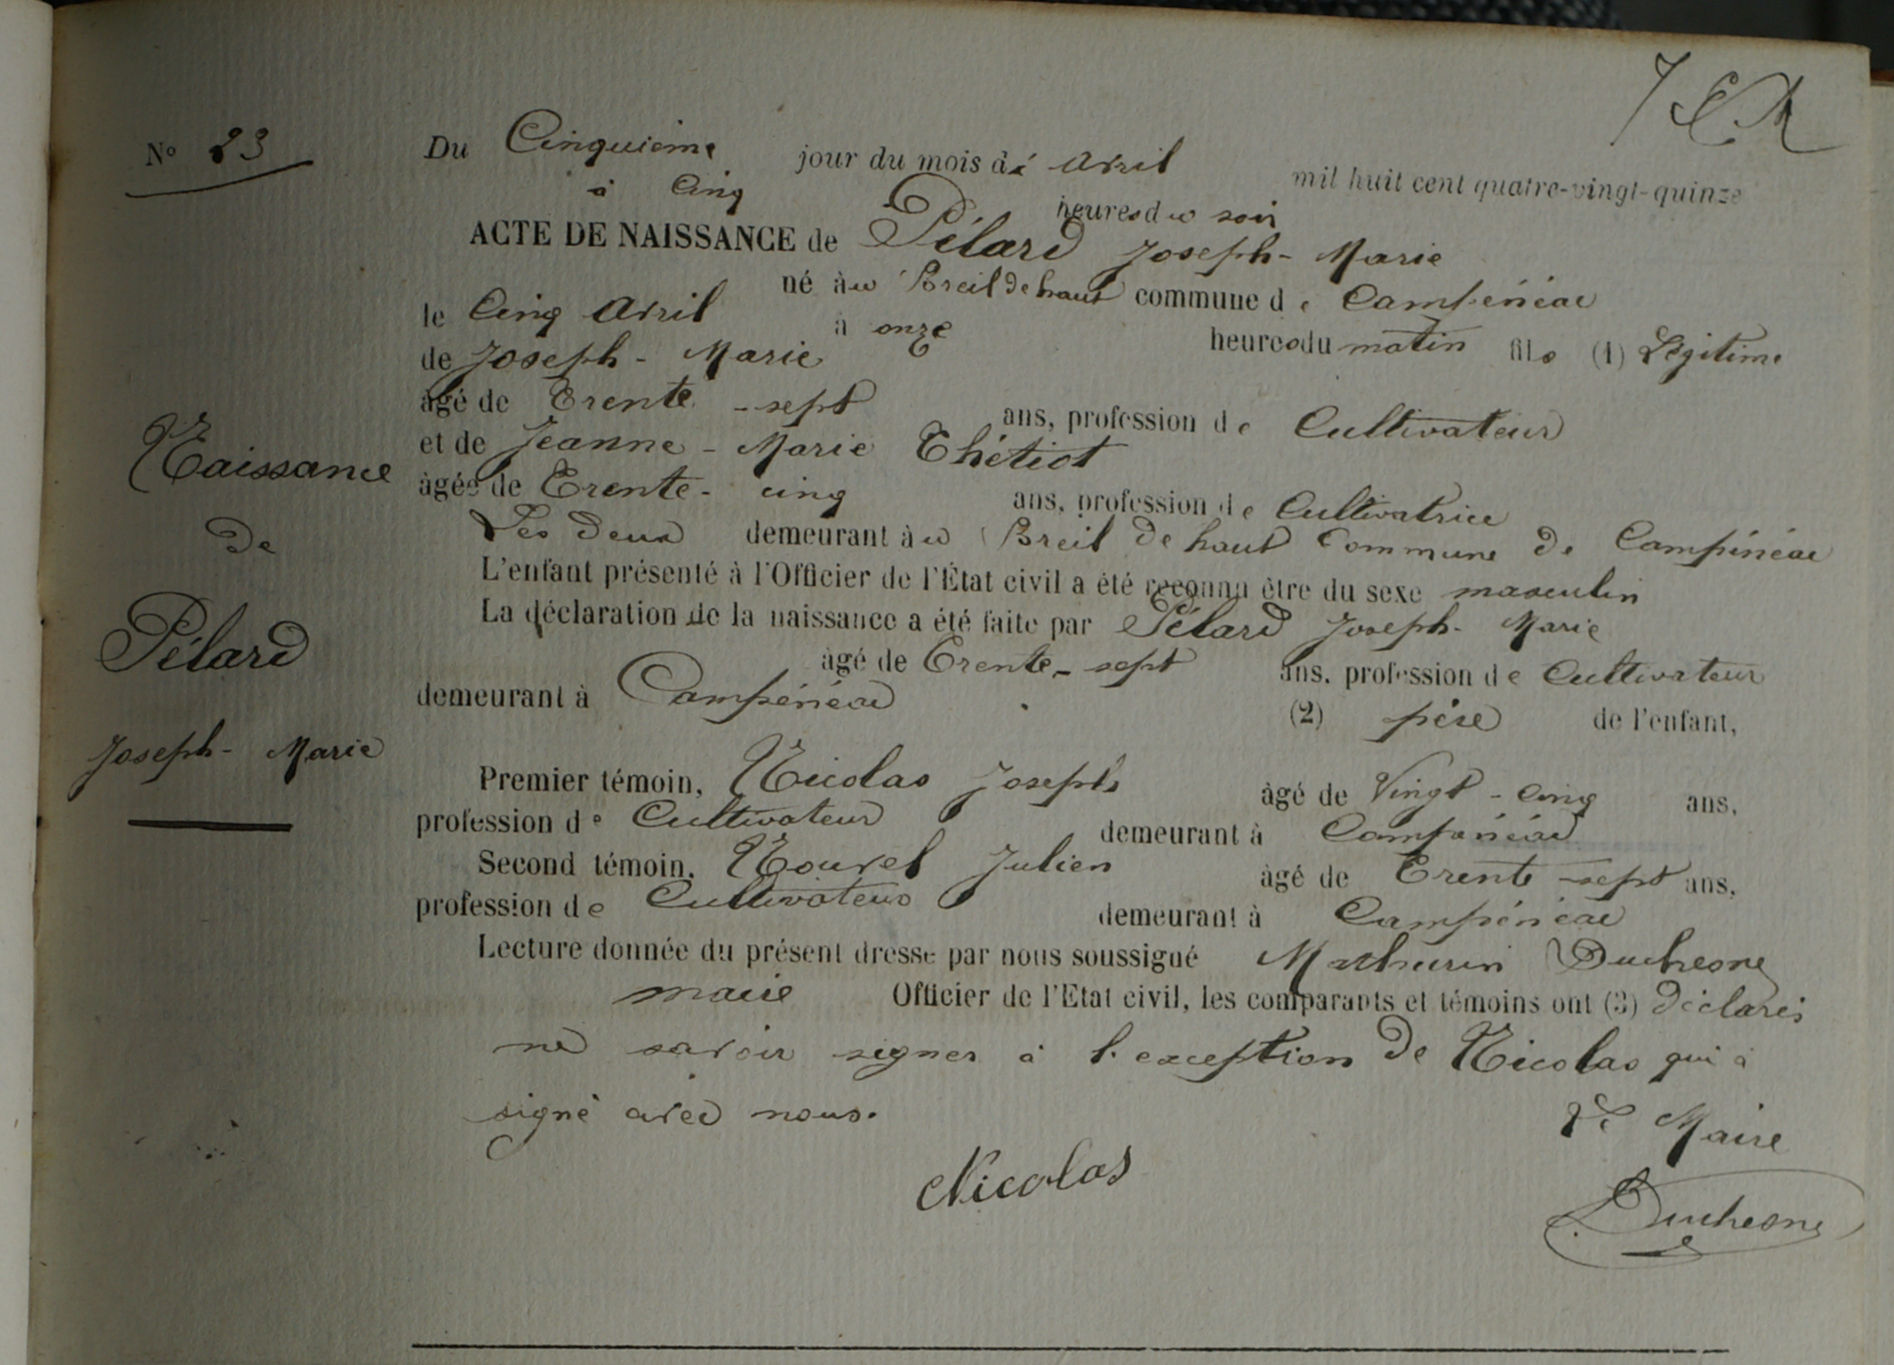 N° 23
Du Cinquième jour du mois d'avril mil huit cent quatre-vingt-quinze
à Cinq heures du soir
ACTE DE NAISSANCE de Pélard Joseph-Marie
né àu Breil de haut commune de Campénéac
le Cinq Avril à onze heures du matin fils (1) Légitime
de Joseph-Marie
âgé de Trente-sept ans, profession de Cultivateur
et de Jeanne-Marie Thétiot
âgée de Trente-cinq ans, profession de Cultivatrice
Les deux demeurant àu Breil de haut Commune de Campénéac
L'enfant présenté à l'Officier de l'État civil a été reconnu être du sexe masculin
La déclaration de la naissance a été faite par Pélard Joseph-Marie
âgé de Trente-sept ans, profession de Cultivateur
demeurant à Campénéac (2) père de l'enfant,
Premier témoin, Nicolas Joseph âgé de Vingt-cinq ans,
profession de Cultivateur demeurant à Campénéac
Second témoin, Nouvel Julien âgé de Trente-sept ans,
profession de Cultivateur demeurant à Campénéac
Lecture donnée du présent dressé par nous soussigné Mathurin Duchesne
maire Officier de l'État civil, les comparants et témoins ont (3) déclarés
ne savoir signer à l'exception de Nicolas qui à
signé avec nous.
Le Maire
Nicolas
Duchesne
Naissance
de
Pélard
Joseph-Marie